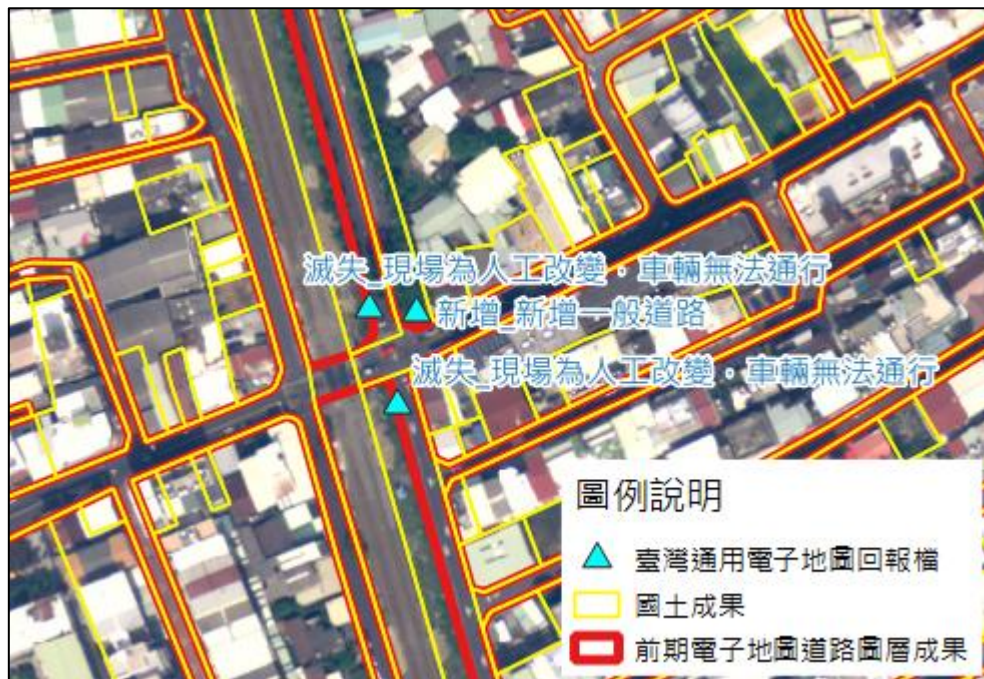 滅失_現場為人工改變，車輛無法通行
新增_新增一般道路
滅失_現場為人工改變，車輛無法通行
圖例說明
臺灣通用電子地圖回報檔
國土成果
前期電子地圖道路圖層成果